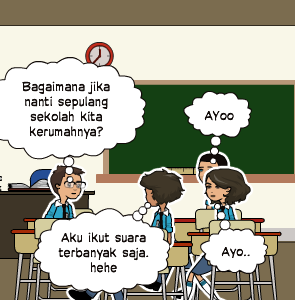 Bagaimana jika
nanti sepulang
sekolah kita
kerumahnya?
AYoo
Aku ikut suara
terbanyak saja.
hehe
Ayo..